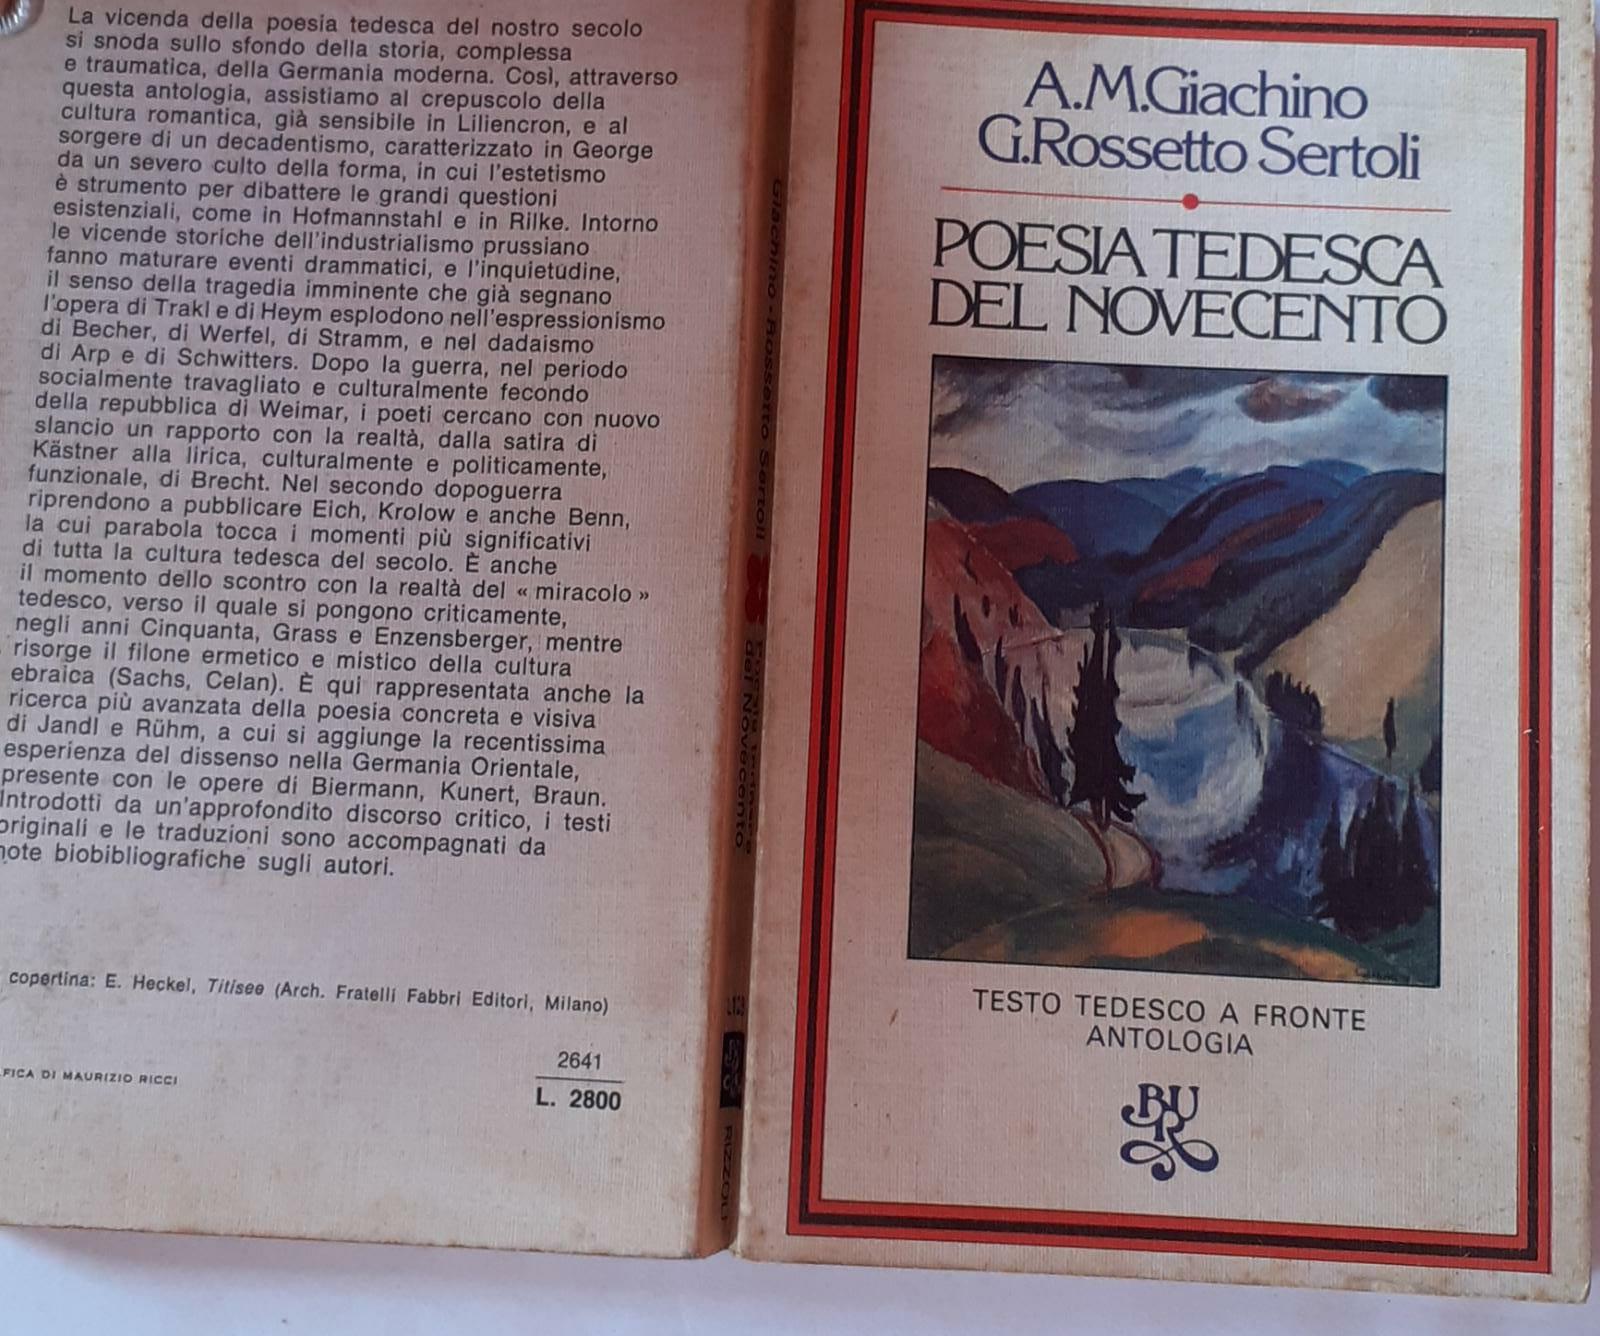 La vicenda della poesia tedesca del nostro secolo
si snoda sullo sfondo della storia, complessa
e traumatica, della Germania moderna. Così, attraverso
questa antologia, assistiamo al crepuscolo della
cultura romantica, già sensibile in Liliencron, e al
sorgere di un decadentismo, caratterizzato in George
da un severo culto della forma, in cui l'estetismo
è strumento per dibattere le grandi questioni
esistenziali, come in Hofmannstahl e in Rilke. Intorno
le vicende storiche dell'industrialismo prussiano
fanno maturare eventi drammatici, e l'inquietudine,
il senso della tragedia imminente che già segnano
l'opera di Trakl e di Heym esplodono nell'espressionismo
di Becher, di Werfel, di Stramm, e nel dadaismo
di Arp e di Schwitters. Dopo la guerra, nel periodo
socialmente travagliato e culturalmente fecondo
della repubblica di Weimar, i poeti cercano con nuovo
slancio un rapporto con la realtà, dalla satira di
Kästner alla lirica, culturalmente e politicamente,
funzionale, di Brecht. Nel secondo dopoguerra
riprendono a pubblicare Eich, Krolow e anche Benn,
la cui parabola tocca i momenti più significativi
di tutta la cultura tedesca del secolo. È anche
il momento dello scontro con la realtà del « miracolo »
tedesco, verso il quale si pongono criticamente,
negli anni Cinquanta, Grass e Enzensberger, mentre
risorge il filone ermetico e mistico della cultura
ebraica (Sachs, Celan). È qui rappresentata anche la
ricerca più avanzata della poesia concreta e visiva
di Jandl e Rühm, a cui si aggiunge la recentissima
esperienza del dissenso nella Germania Orientale,
presente con le opere di Biermann, Kunert, Braun.
Introdotti da un'approfondito discorso critico, i testi
originali e le traduzioni sono accompagnati da
note biobibliografiche sugli autori.
copertina: E. Heckel, Titisee (Arch. Fratelli Fabbri Editori, Milano)
FICA DI MAURIZIO RICCI
2641
L. 2800
Giachino - Rossetto Sertoli
del Novecento
RIZZOLI
A.M.Giachino
G.Rossetto Sertoli
POESIA TEDESCA
DEL NOVECENTO
TESTO TEDESCO A FRONTE
ANTOLOGIA
BUR